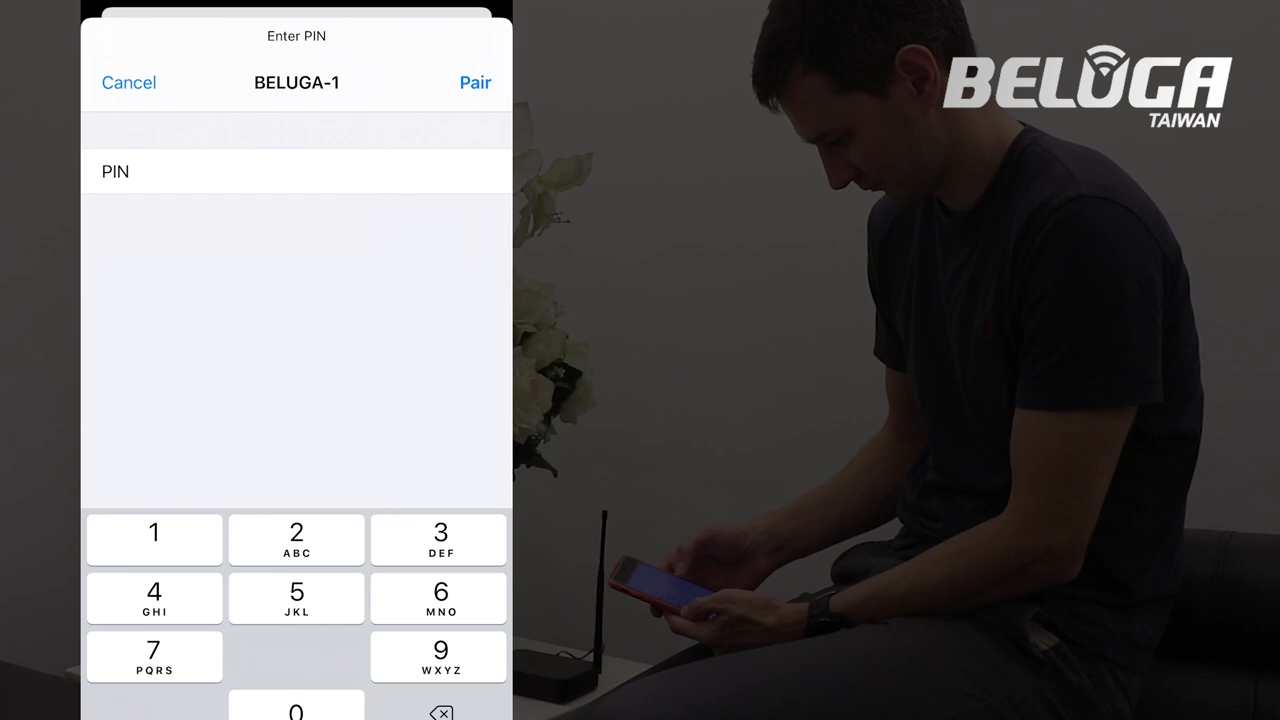 Enter PIN
Cancel BELUGA-1 Pair
PIN
1 2 3
ABC DEF
4 5 6
GHI JKL MNO
7 9
PQRS WXYZ
0
BELUGA
TAIWAN